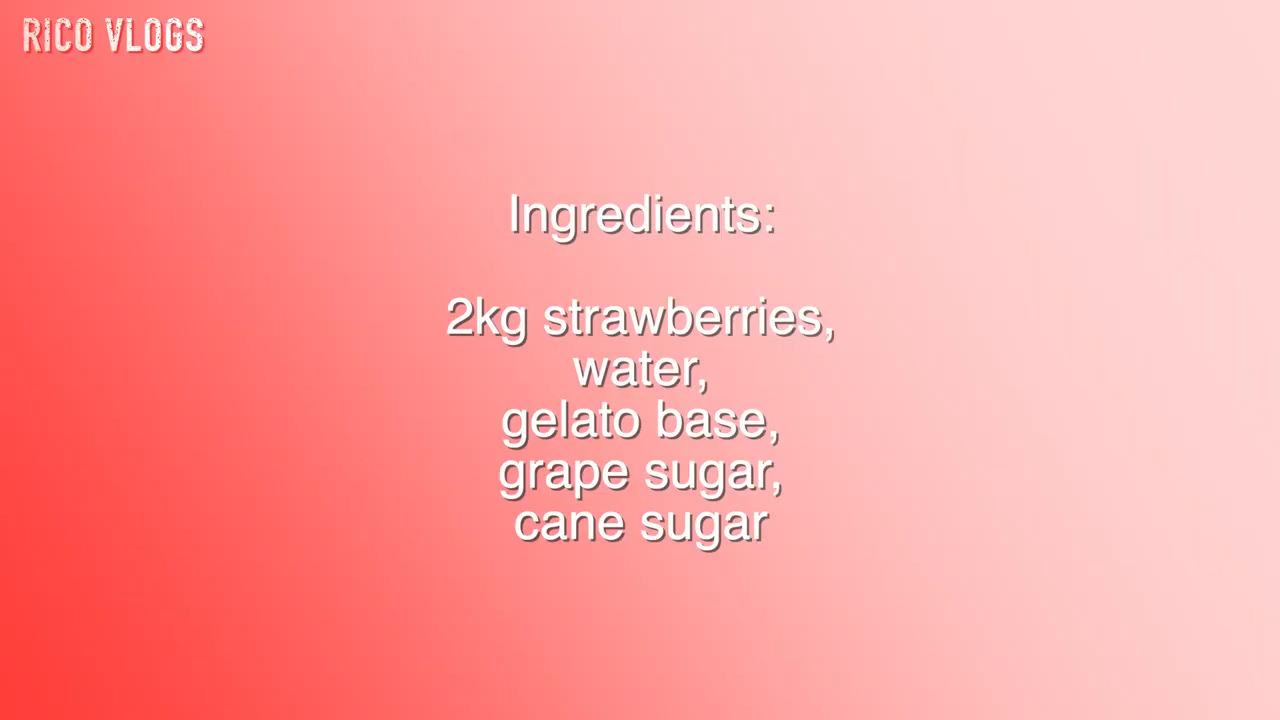 RICO VLOGS
Ingredients:
2kg strawberries,
water,
gelato base,
grape sugar,
cane sugar